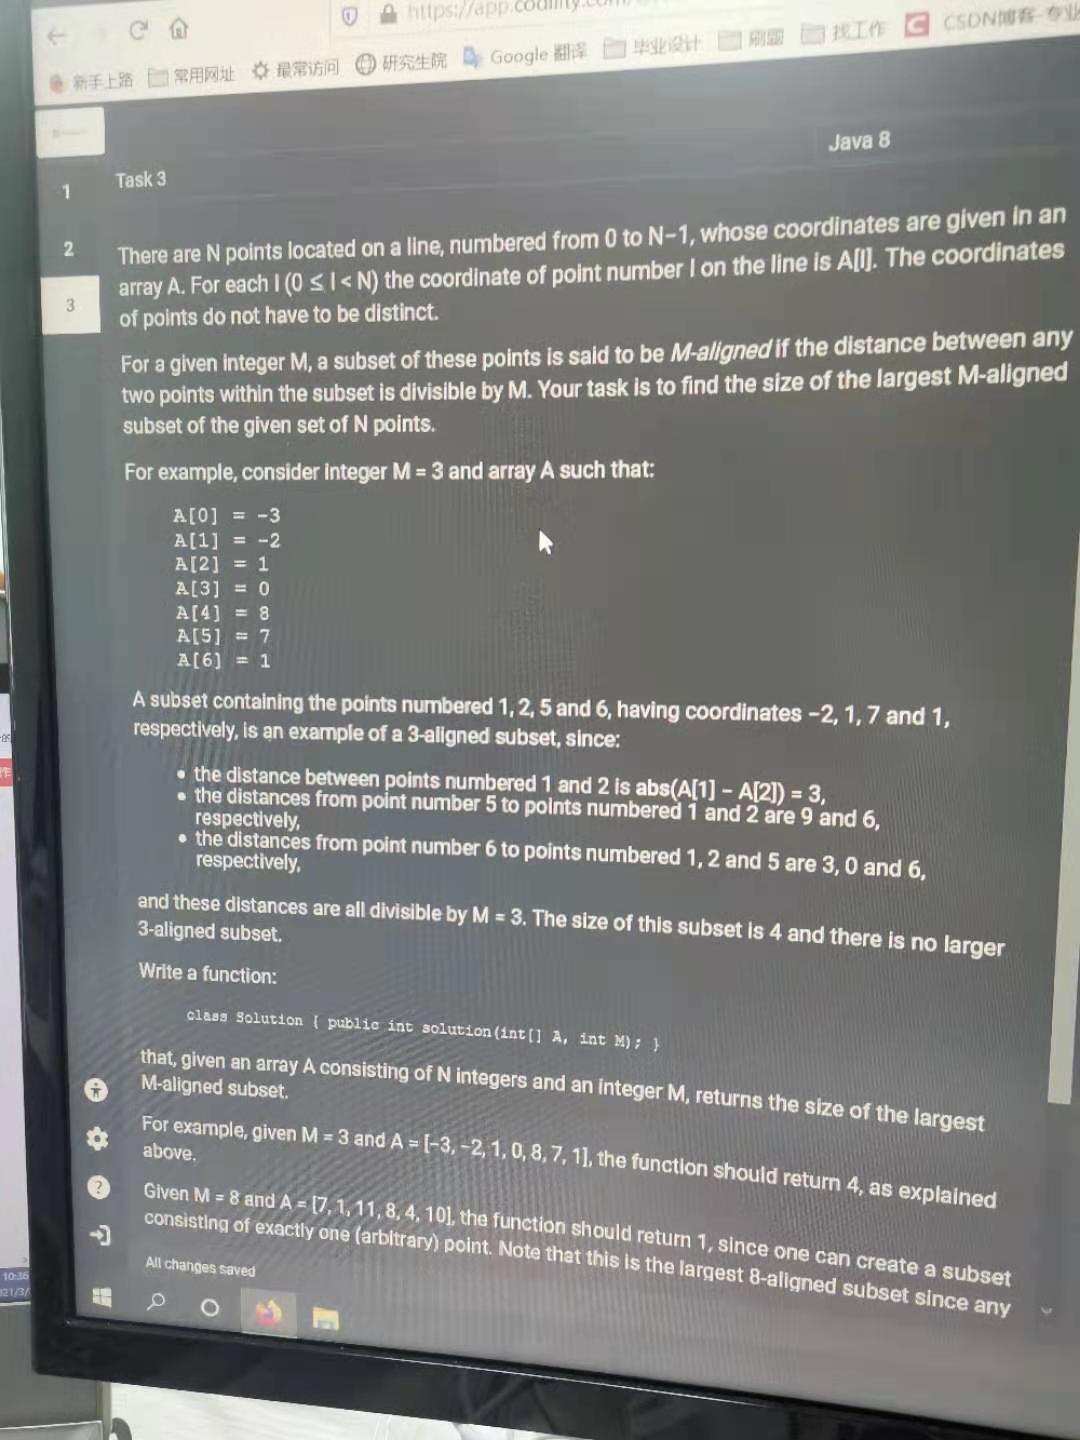 https://app.codility.com/
新手上路 常用网址 最常访问 研究生院 Google 翻译 毕业设计 刷题 找工作 CSDN博客-专业
Java 8
1
Task 3
2
3
There are N points located on a line, numbered from 0 to N-1, whose coordinates are given in an
array A. For each I (0 ≤ I < N) the coordinate of point number I on the line is A[I]. The coordinates
of points do not have to be distinct.
For a given integer M, a subset of these points is said to be M-aligned if the distance between any
two points within the subset is divisible by M. Your task is to find the size of the largest M-aligned
subset of the given set of N points.
For example, consider integer M = 3 and array A such that:
A[0] = -3
A[1] = -2
A[2] = 1
A[3] = 0
A[4] = 8
A[5] = 7
A[6] = 1
A subset containing the points numbered 1, 2, 5 and 6, having coordinates -2, 1, 7 and 1,
respectively, is an example of a 3-aligned subset, since:
• the distance between points numbered 1 and 2 is abs(A[1] - A[2]) = 3,
• the distances from point number 5 to points numbered 1 and 2 are 9 and 6,
respectively,
• the distances from point number 6 to points numbered 1, 2 and 5 are 3, 0 and 6,
respectively,
and these distances are all divisible by M = 3. The size of this subset is 4 and there is no larger
3-aligned subset.
Write a function:
class Solution { public int solution(int[] A, int M); }
that, given an array A consisting of N integers and an integer M, returns the size of the largest
M-aligned subset.
For example, given M = 3 and A = [-3, -2, 1, 0, 8, 7, 1], the function should return 4, as explained
above.
Given M = 8 and A = [7, 1, 11, 8, 4, 10], the function should return 1, since one can create a subset
consisting of exactly one (arbitrary) point. Note that this is the largest 8-aligned subset since any
All changes saved
10:36